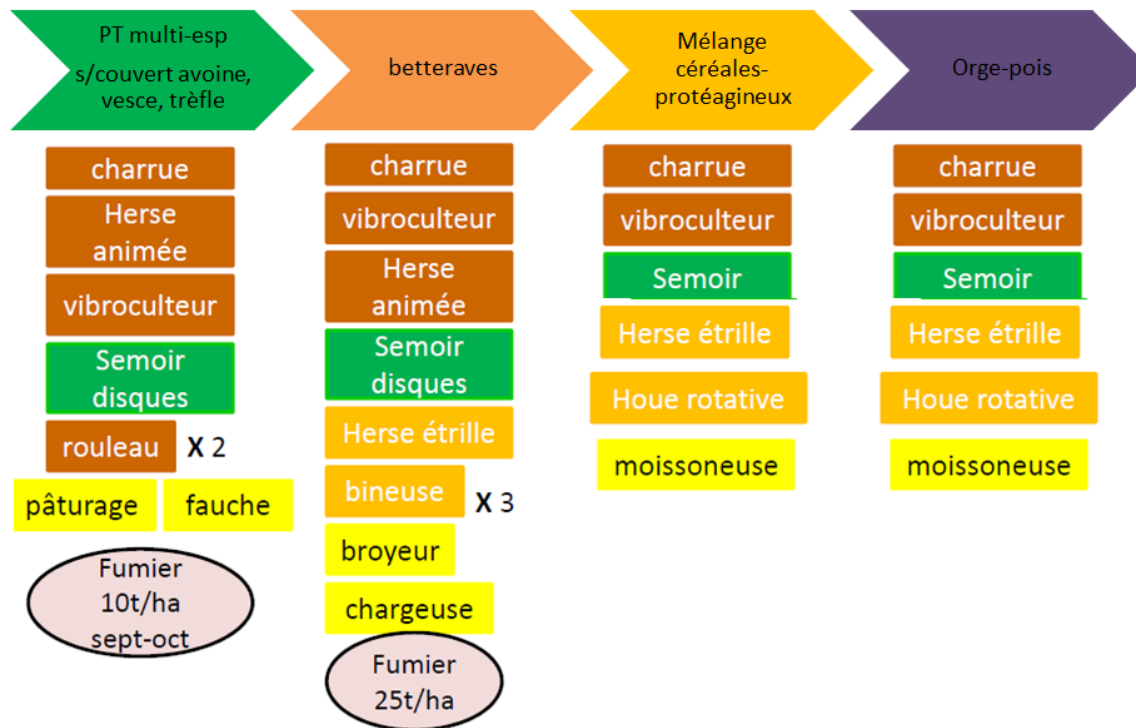 PT multi-esp
s/couvert avoine,
vesce, trèfle
betteraves
Mélange
céréales-
protéagineux
Orge-pois
charrue
Herse
animée
vibroculteur
Semoir
disques
rouleau X 2
pâturage fauche
Fumier
10t/ha
sept-oct
charrue
vibroculteur
Herse
animée
Semoir
disques
Herse étrille
bineuse X 3
broyeur
chargeuse
Fumier
25t/ha
charrue
vibroculteur
Semoir
Herse étrille
Houe rotative
moissoneuse
charrue
vibroculteur
Semoir
Herse étrille
Houe rotative
moissoneuse